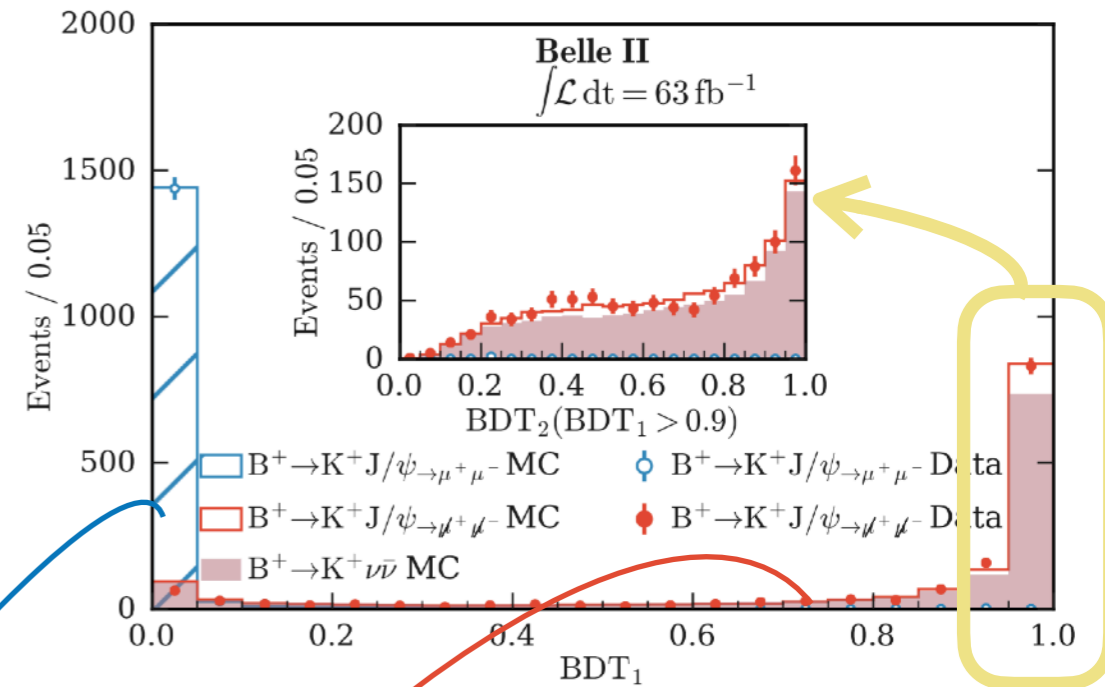 Belle II
∫ℒ dt = 63 fb⁻¹
Events / 0.05
2000
1500
1000
500
0
0.0 0.2 0.4 0.6 0.8 1.0
BDT₁
Events / 0.05
200
150
100
50
0
0.0 0.2 0.4 0.6 0.8 1.0
BDT₂(BDT₁ > 0.9)
B⁺→K⁺J/ψ→μ⁺μ⁻ MC
B⁺→K⁺J/ψ→μ⁺μ⁻ Data
B⁺→K⁺J/ψ→μ̸⁺μ̸⁻ MC
B⁺→K⁺J/ψ→μ̸⁺μ̸⁻ Data
B⁺→K⁺νν̄ MC